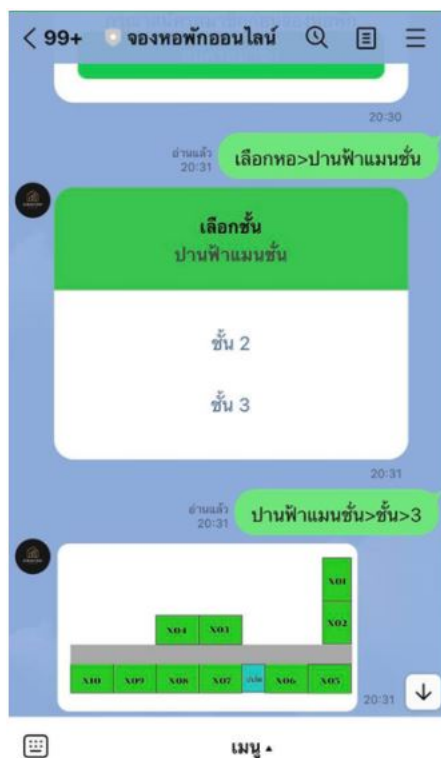 99+ จองหอพักออนไลน์
20:30
อ่านแล้ว
20:31
เลือกหอ>ปานฟ้าแมนชั่น
เลือกชั้น
ปานฟ้าแมนชั่น
ชั้น 2
ชั้น 3
20:31
อ่านแล้ว
20:31
ปานฟ้าแมนชั่น>ชั้น>3
X01
X04 X03 X02
X10 X09 X08 X07 X06 X05
20:31
เมนู